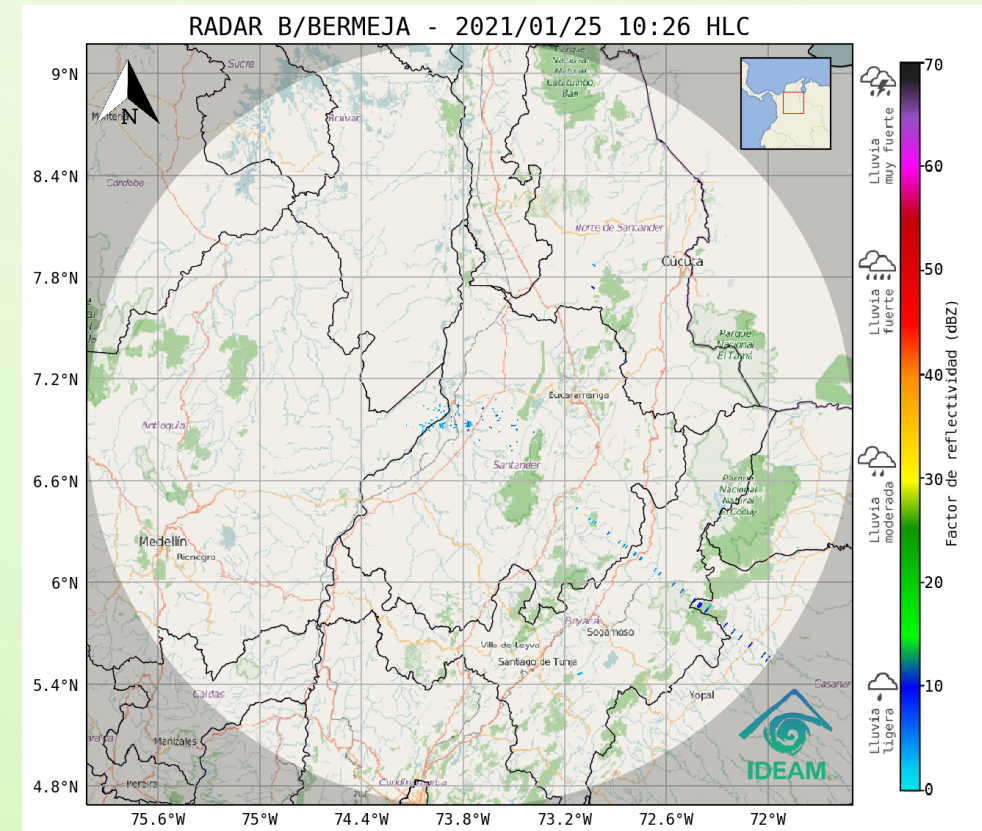 RADAR B/BERMEJA - 2021/01/25 10:26 HLC
9°N
8.4°N
7.8°N
7.2°N
6.6°N
6°N
5.4°N
4.8°N
75.6°W
75°W
74.4°W
73.8°W
73.2°W
72.6°W
72°W
N
Sucre
Bolívar
Córdoba
Parque
Nacional
Natural
Catatumbo
Bari
Norte de Santander
Cúcuta
Parque
Nacional
El Tamá
Bucaramanga
Antioquia
Santander
Parque
Nacional
Natural
El Cocuy
Medellín
Rionegro
Boyacá
Sogamoso
Villa de Leyva
Santiago de Tunja
Yopal
Casanare
Caldas
Manizales
Pereira
Cundinamarca
IDEAM
70
60
50
40
30
20
10
0
Factor de reflectividad (dBZ)
Lluvia
muy fuerte
Lluvia
fuerte
Lluvia
moderada
Lluvia
ligera